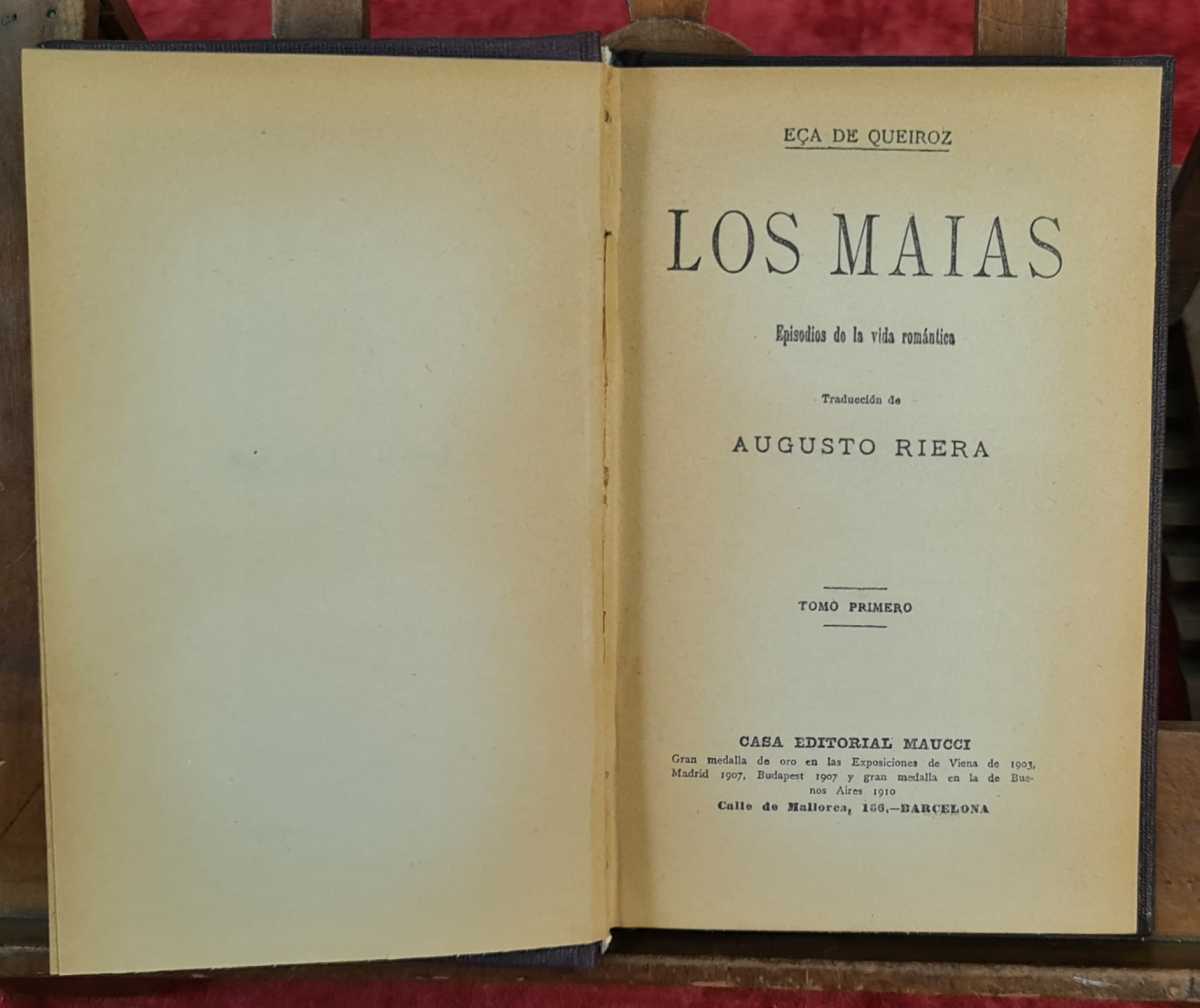 EÇA DE QUEIROZ
LOS MAIAS
Episodios de la vida romántica
Traducción de
AUGUSTO RIERA
TOMO PRIMERO
CASA EDITORIAL MAUCCI
Gran medalla de oro en las Exposiciones de Viena de 1903,
Madrid 1907, Budapest 1907 y gran medalla en la de Bue-
nos Aires 1910
Calle de Mallorca, 166,—BARCELONA